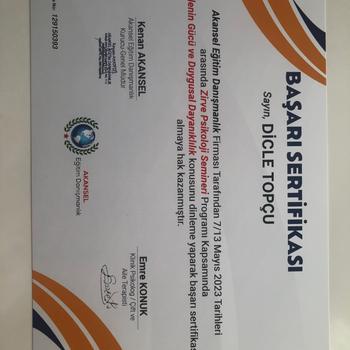 BAŞARI SERTİFİKASI
Sayın, DİCLE TOPÇU
Akansel Eğitim Danışmanlık Firması Tarafından 7/13 Mayıs 2023 Tarihleri
arasında Zirve Psikoloji Semineri Programı Kapsamında
Gücü ve Duygusal Dayanıklılık konusunu dinleme yaparak başarı
almaya hak kazanmıştır.
Kenan AKANSEL
Akansel Eğitim Danışmanlık
Kurucu Genel Müdür
AKANSEL
Eğitim Danışmanlık
Emre KONUK
Klinik Psikolog / Çift ve
Aile Terapisti
No: 129150393